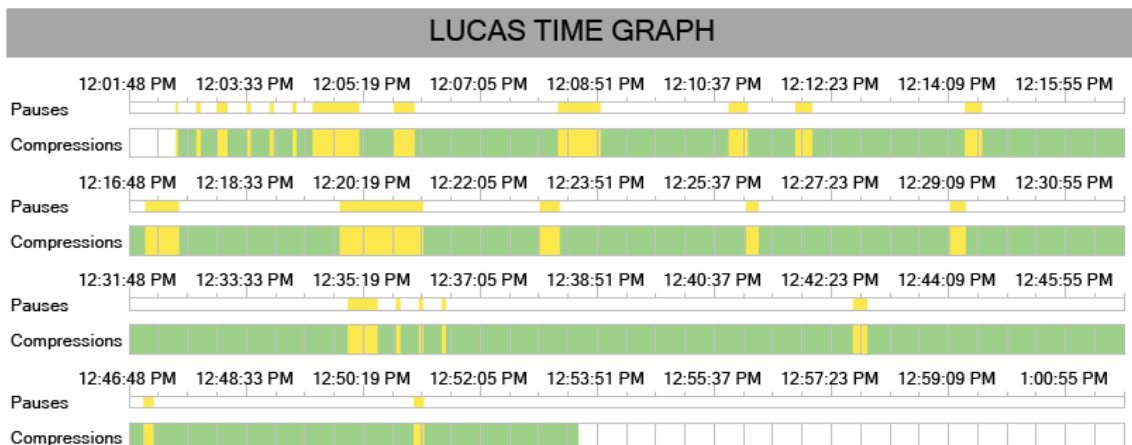 LUCAS TIME GRAPH
12:01:48 PM 12:03:33 PM 12:05:19 PM 12:07:05 PM 12:08:51 PM 12:10:37 PM 12:12:23 PM 12:14:09 PM 12:15:55 PM
Pauses
Compressions
12:16:48 PM 12:18:33 PM 12:20:19 PM 12:22:05 PM 12:23:51 PM 12:25:37 PM 12:27:23 PM 12:29:09 PM 12:30:55 PM
Pauses
Compressions
12:31:48 PM 12:33:33 PM 12:35:19 PM 12:37:05 PM 12:38:51 PM 12:40:37 PM 12:42:23 PM 12:44:09 PM 12:45:55 PM
Pauses
Compressions
12:46:48 PM 12:48:33 PM 12:50:19 PM 12:52:05 PM 12:53:51 PM 12:55:37 PM 12:57:23 PM 12:59:09 PM 1:00:55 PM
Pauses
Compressions